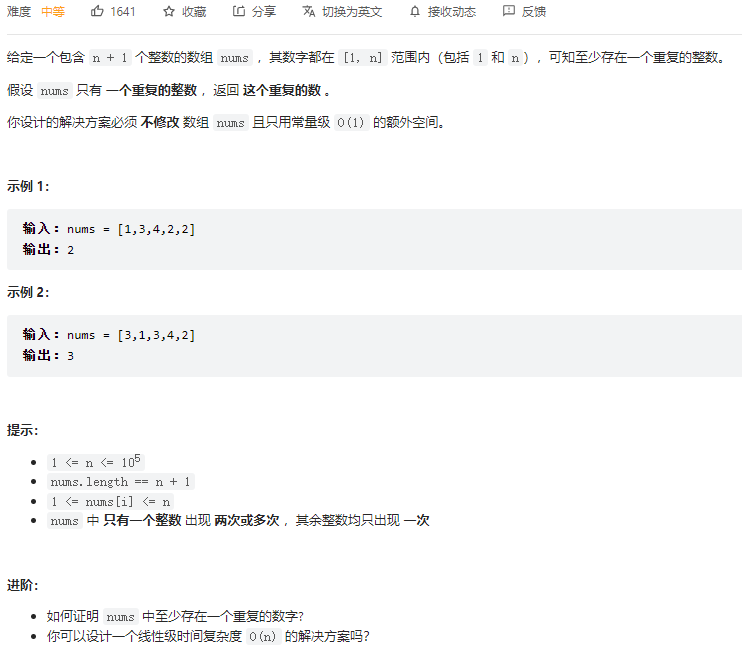 难度 中等 1641 收藏 分享 切换为英文 接收动态 反馈
给定一个包含 n + 1 个整数的数组 nums ，其数字都在 [1, n] 范围内（包括 1 和 n ），可知至少存在一个重复的整数。
假设 nums 只有 一个重复的整数 ，返回 这个重复的数 。
你设计的解决方案必须 不修改 数组 nums 且只用常量级 O(1) 的额外空间。
示例 1：
输入：nums = [1,3,4,2,2]
输出：2
示例 2：
输入：nums = [3,1,3,4,2]
输出：3
提示：
1 <= n <= 10⁵
nums.length == n + 1
1 <= nums[i] <= n
nums 中 只有一个整数 出现 两次或多次 ，其余整数均只出现 一次
进阶：
如何证明 nums 中至少存在一个重复的数字?
你可以设计一个线性级时间复杂度 O(n) 的解决方案吗？